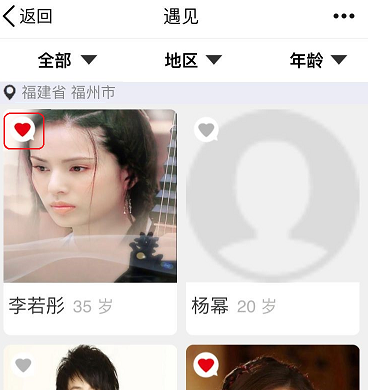 返回 遇见 •••
全部 地区 年龄
福建省 福州市
李若彤 35 岁 杨幂 20 岁